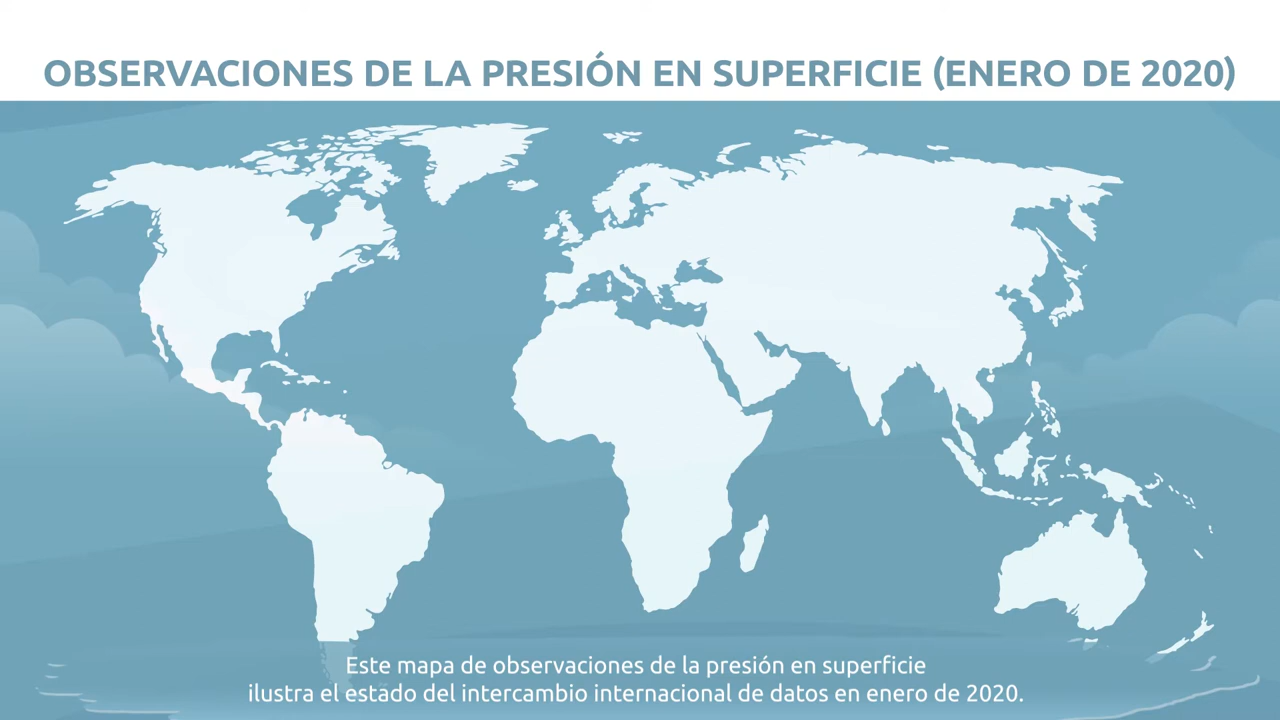 OBSERVACIONES DE LA PRESIÓN EN SUPERFICIE (ENERO DE 2020)
Este mapa de observaciones de la presión en superficie
ilustra el estado del intercambio internacional de datos en enero de 2020.